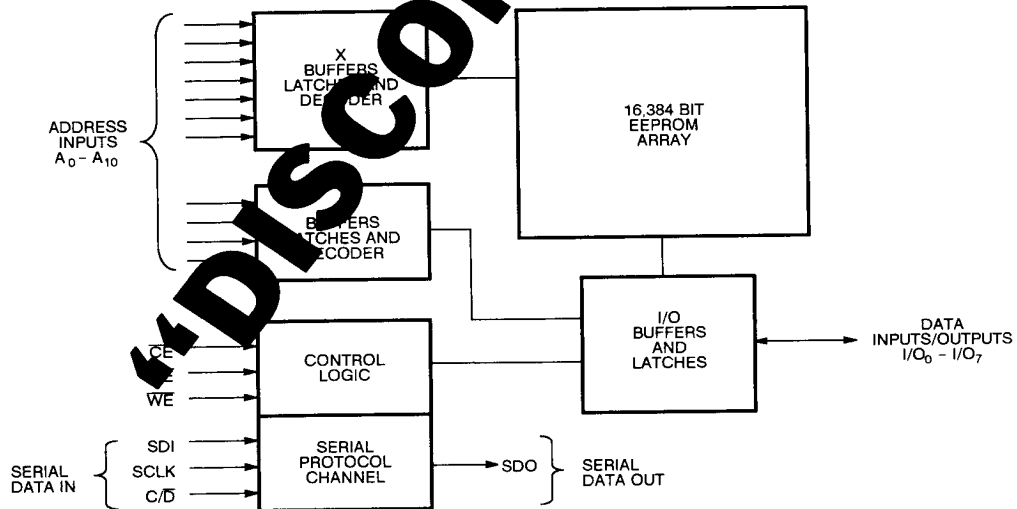 X
BUFFERS
LATCHES AND
DECODER
16,384 BIT
EEPROM
ARRAY
ADDRESS
INPUTS
A0 – A10
BUFFERS
LATCHES AND
DECODER
"DISCO
I/O
BUFFERS
AND
LATCHES
DATA
INPUTS/OUTPUTS
I/O0 – I/O7
C̅E̅
W̅E̅
CONTROL
LOGIC
SERIAL
DATA IN
SDI
SCLK
C/D̅
SERIAL
PROTOCOL
CHANNEL
SDO
SERIAL
DATA OUT